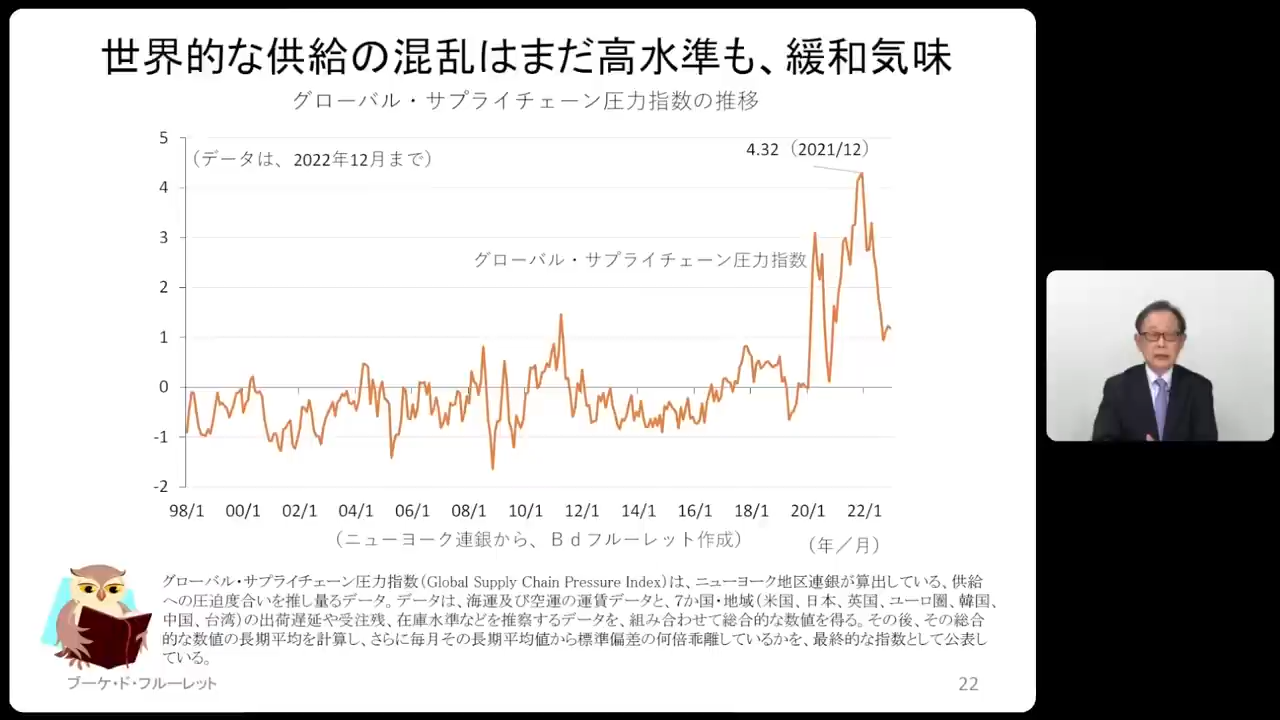 世界的な供給の混乱はまだ高水準も、緩和気味
グローバル・サプライチェーン圧力指数の推移
5
（データは、2022年12月まで）
4.32（2021/12）
4
3
グローバル・サプライチェーン圧力指数
2
1
0
-1
-2
98/1 00/1 02/1 04/1 06/1 08/1 10/1 12/1 14/1 16/1 18/1 20/1 22/1
（ニューヨーク連銀から、Ｂｄフルーレット作成）
（年／月）
グローバル・サプライチェーン圧力指数（Global Supply Chain Pressure Index）は、ニューヨーク地区連銀が算出している、供給
への圧迫度合いを推し量るデータ。データは、海運及び空運の運賃データと、7か国・地域（米国、日本、英国、ユーロ圏、韓国、
中国、台湾）の出荷遅延や受注残、在庫水準などを推察するデータを、組み合わせて総合的な数値を得る。その後、その総合
的な数値の長期平均を計算し、さらに毎月その長期平均値から標準偏差の何倍乖離しているかを、最終的な指数として公表し
ている。
ブーケ・ド・フルーレット
22